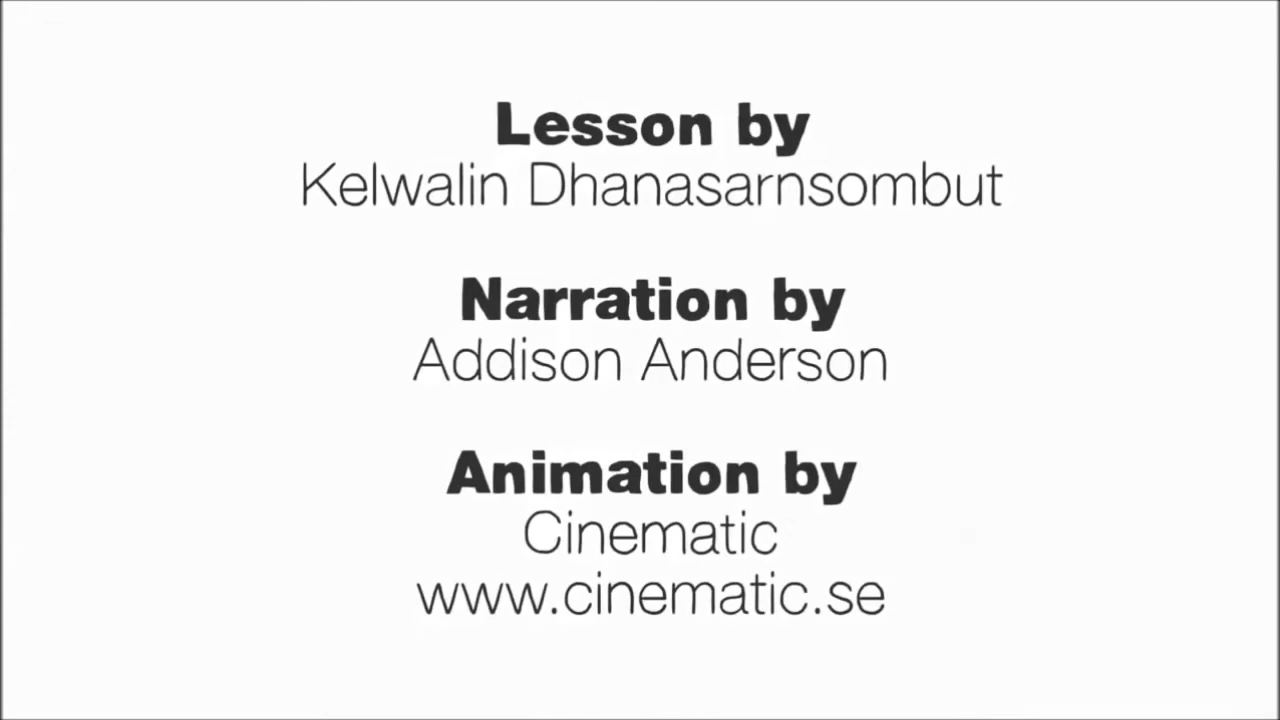 Lesson by
Kelwalin Dhanasarnsombut
Narration by
Addison Anderson
Animation by
Cinematic
www.cinematic.se